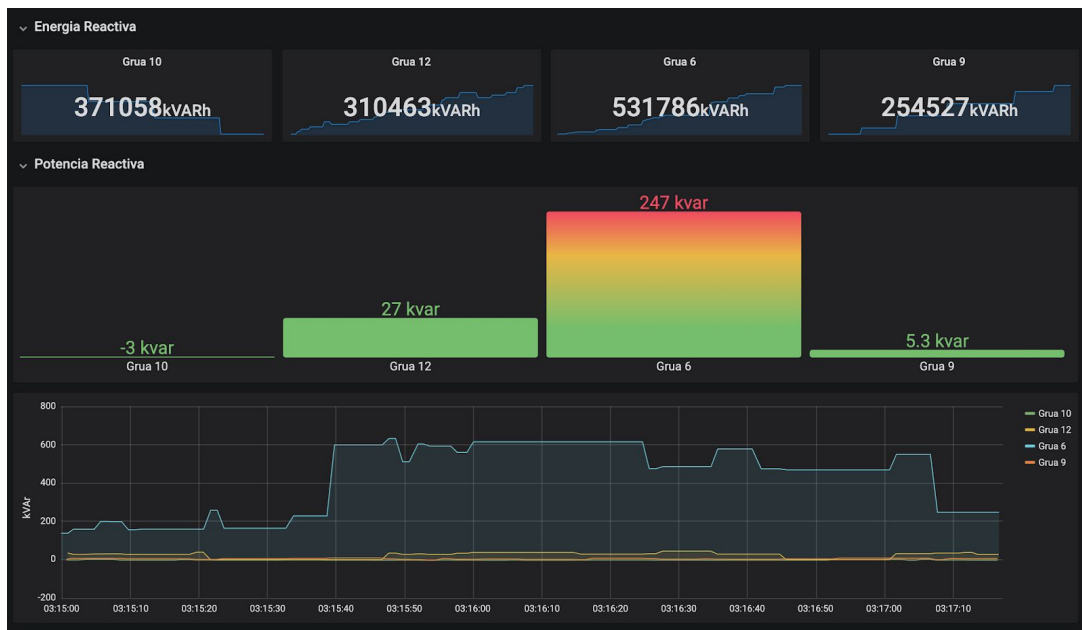 Energia Reactiva
Grua 10
371058kVARh
Grua 12
310463kVARh
Grua 6
531786kVARh
Grua 9
254527kVARh
Potencia Reactiva
-3 kvar
Grua 10
27 kvar
Grua 12
247 kvar
Grua 6
5.3 kvar
Grua 9
kVAr
800
600
400
200
0
-200
03:15:00 03:15:10 03:15:20 03:15:30 03:15:40 03:15:50 03:16:00 03:16:10 03:16:20 03:16:30 03:16:40 03:16:50 03:17:00 03:17:10
Grua 10
Grua 12
Grua 6
Grua 9